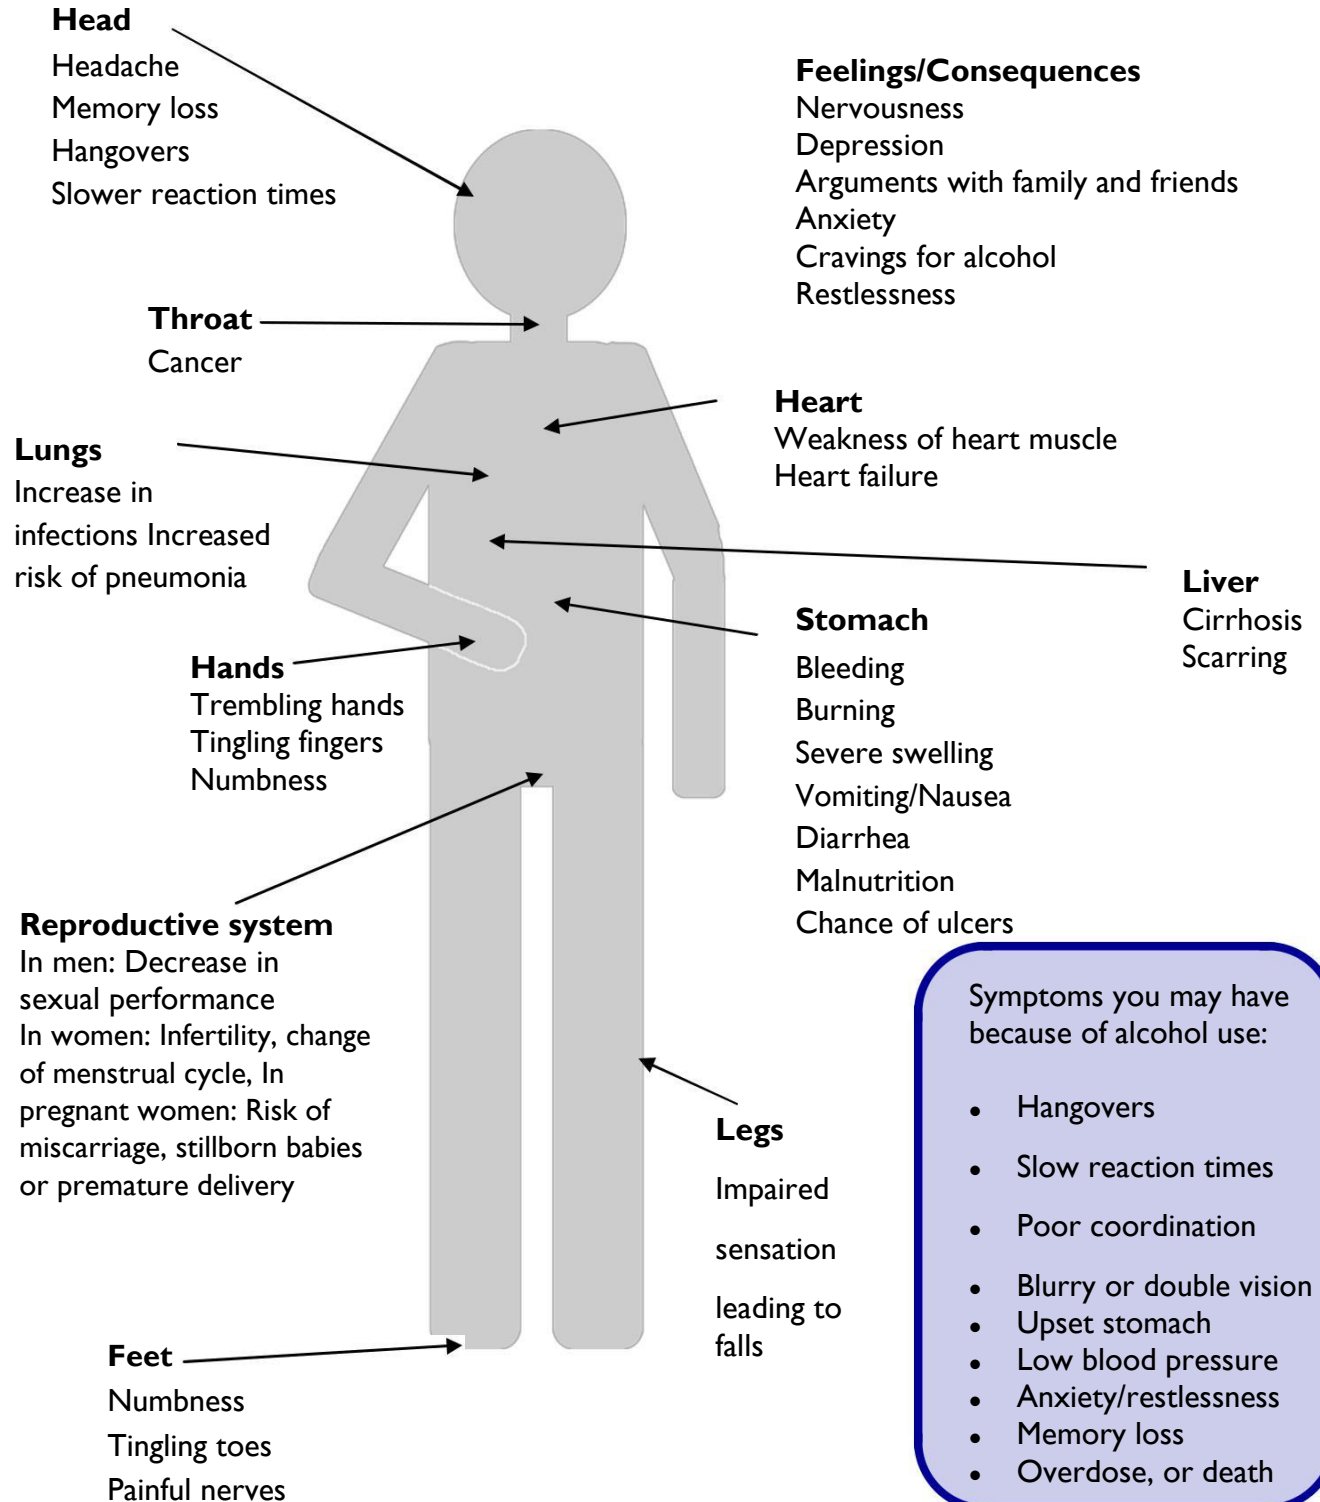 Head
Headache
Memory loss
Hangovers
Slower reaction times
Feelings/Consequences
Nervousness
Depression
Arguments with family and friends
Anxiety
Cravings for alcohol
Restlessness
Throat
Cancer
Heart
Weakness of heart muscle
Heart failure
Lungs
Increase in
infections Increased
risk of pneumonia
Liver
Cirrhosis
Scarring
Stomach
Bleeding
Burning
Severe swelling
Vomiting/Nausea
Diarrhea
Malnutrition
Chance of ulcers
Hands
Trembling hands
Tingling fingers
Numbness
Reproductive system
In men: Decrease in
sexual performance
In women: Infertility, change
of menstrual cycle, In
pregnant women: Risk of
miscarriage, stillborn babies
or premature delivery
Legs
Impaired
sensation
leading to
falls
Feet
Numbness
Tingling toes
Painful nerves
Symptoms you may have
because of alcohol use:
• Hangovers
• Slow reaction times
• Poor coordination
• Blurry or double vision
• Upset stomach
• Low blood pressure
• Anxiety/restlessness
• Memory loss
• Overdose, or death